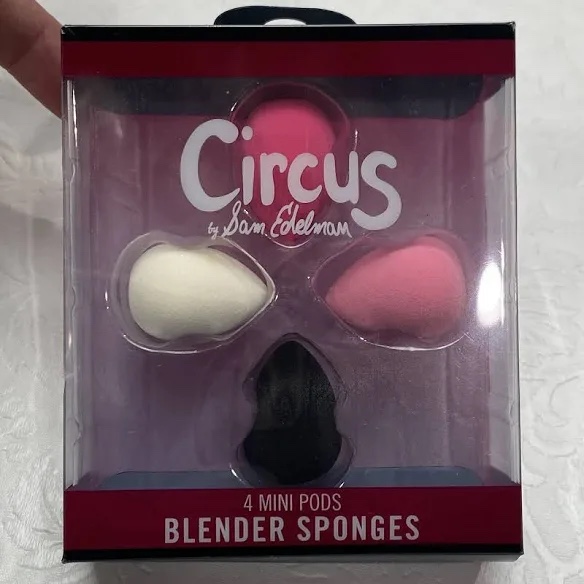 Circus
by Sam Edelman
4 MINI PODS
BLENDER SPONGES